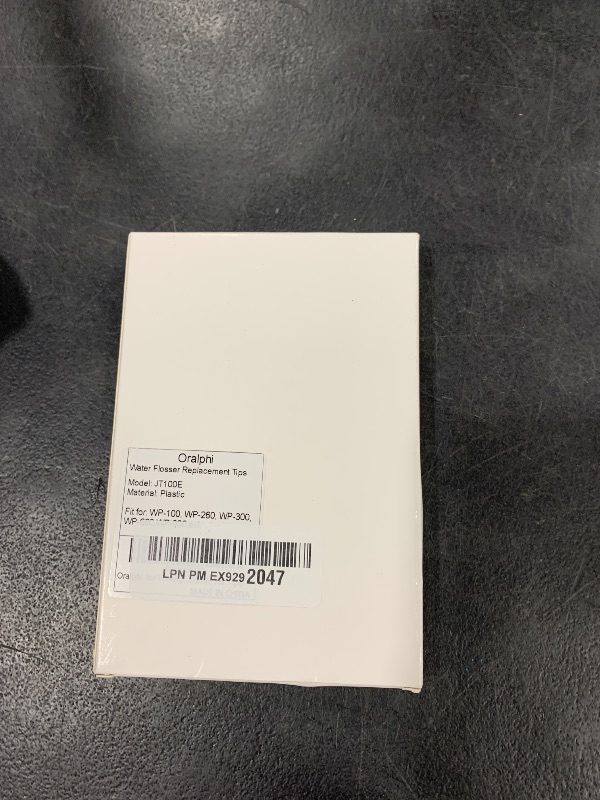 Oralphi
Water Flosser Replacement Tips
Model: JT100E
Material: Plastic
Fit for: WP-100, WP-260, WP-300,
LPN PM EX929 2047
MADE IN CHINA